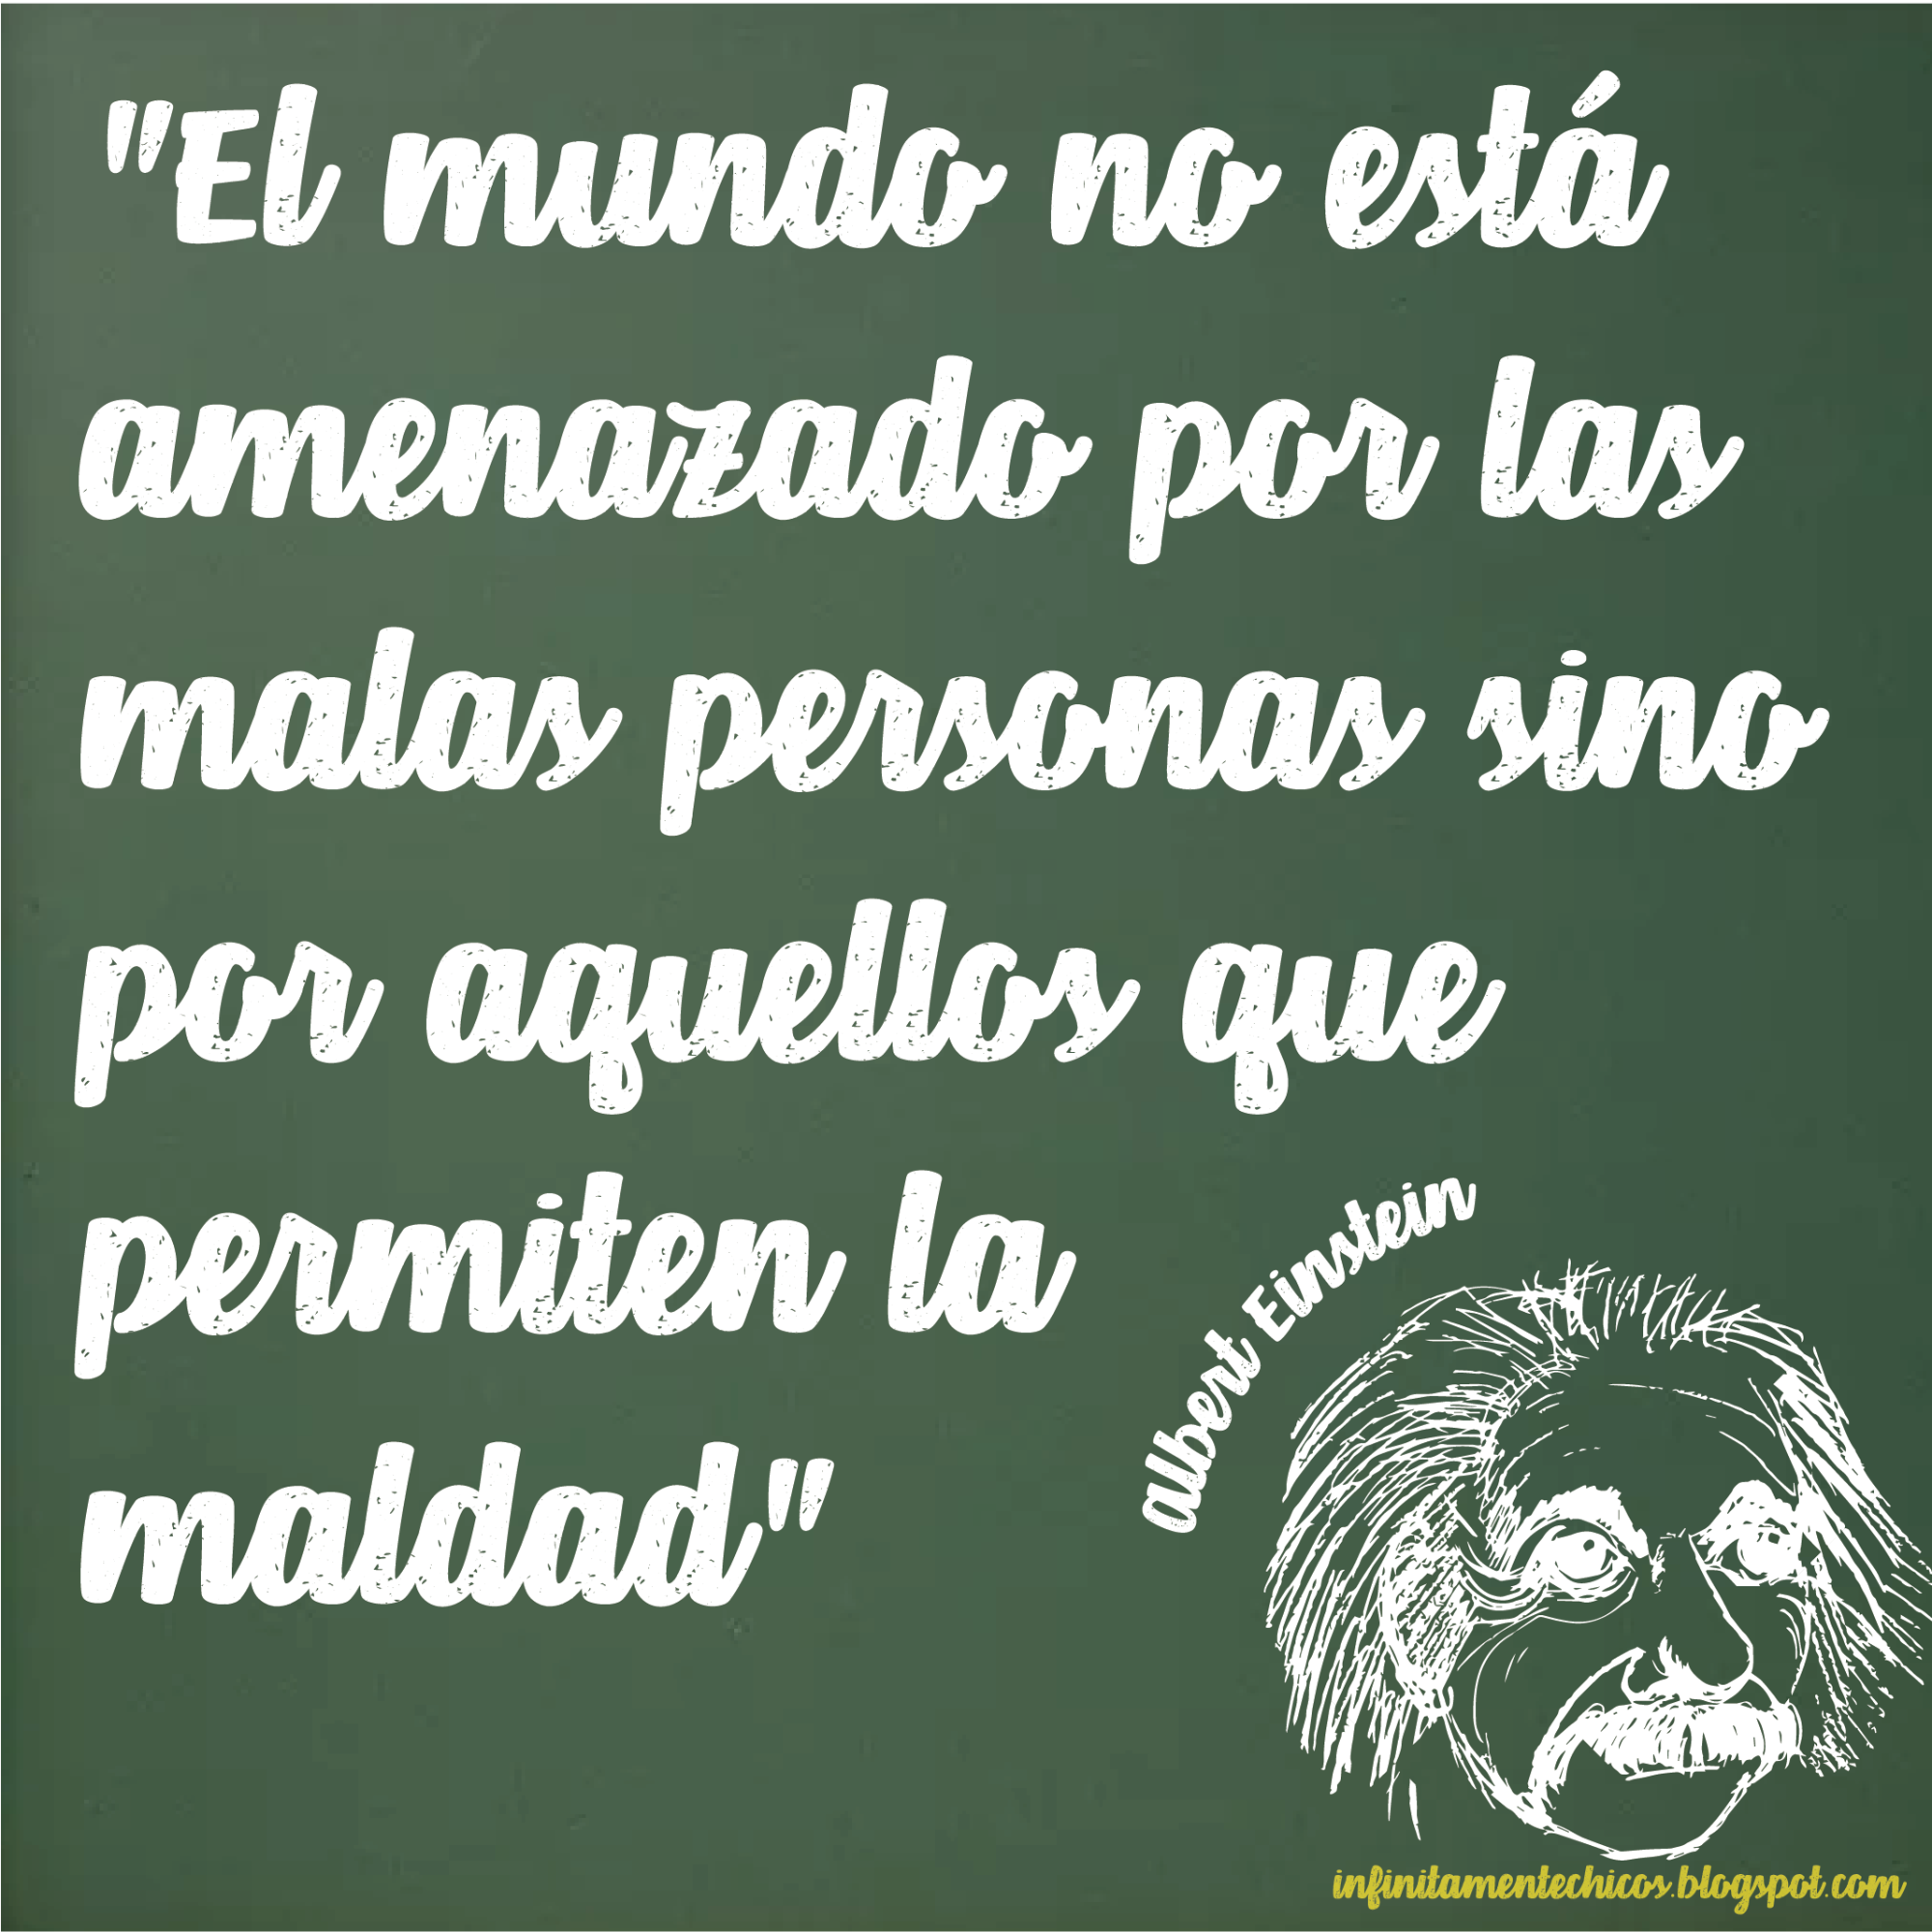 "El mundo no está
amenazado por las
malas personas sino
por aquellos que
permiten la
maldad"
Albert Einstein
infinitamentechicos.blogspot.com